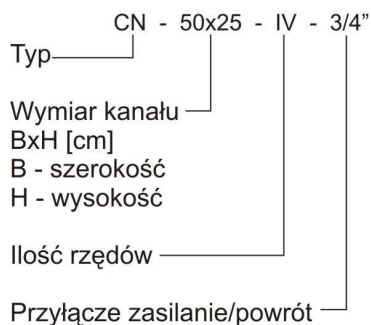 CN - 50x25 - IV - 3/4”
Typ
Wymiar kanału
BxH [cm]
B - szerokość
H - wysokość
Ilość rzędów
Przyłącze zasilanie/powrót